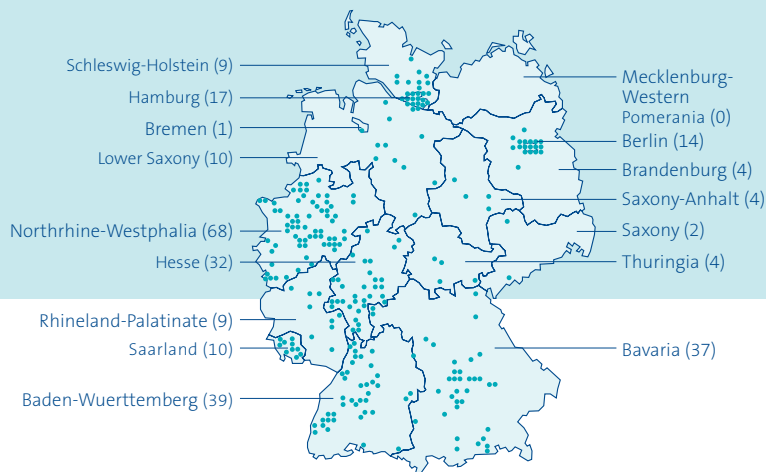 Schleswig-Holstein (9)
Hamburg (17)
Bremen (1)
Lower Saxony (10)
Northrhine-Westphalia (68)
Hesse (32)
Rhineland-Palatinate (9)
Saarland (10)
Baden-Wuerttemberg (39)
Mecklenburg-
Western
Pomerania (0)
Berlin (14)
Brandenburg (4)
Saxony-Anhalt (4)
Saxony (2)
Thuringia (4)
Bavaria (37)